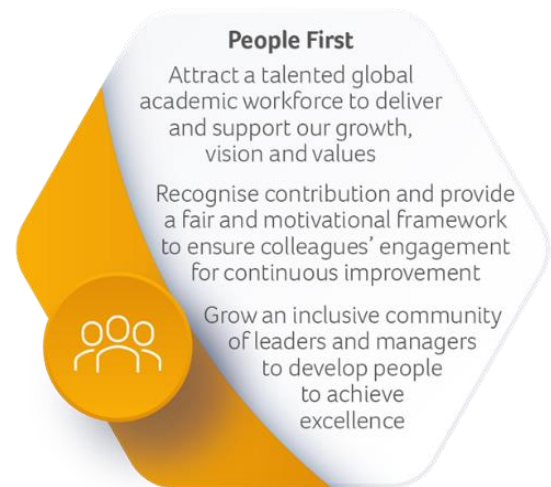 People First
Attract a talented global
academic workforce to deliver
and support our growth,
vision and values
Recognise contribution and provide
a fair and motivational framework
to ensure colleagues' engagement
for continuous improvement
Grow an inclusive community
of leaders and managers
to develop people
to achieve
excellence